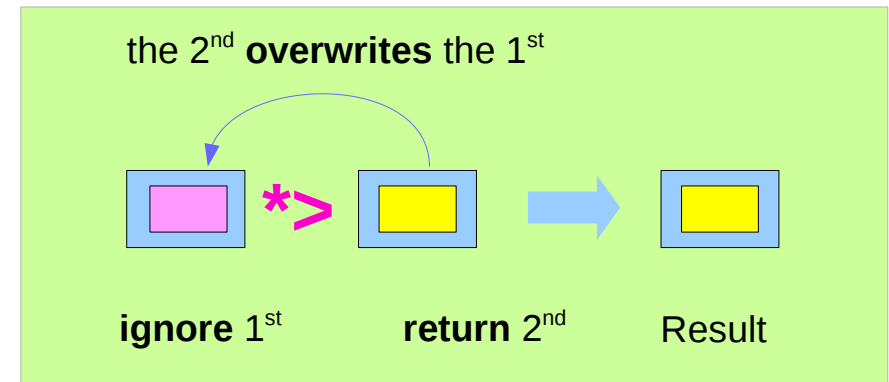 the 2nd overwrites the 1st
*>
ignore 1st return 2nd Result